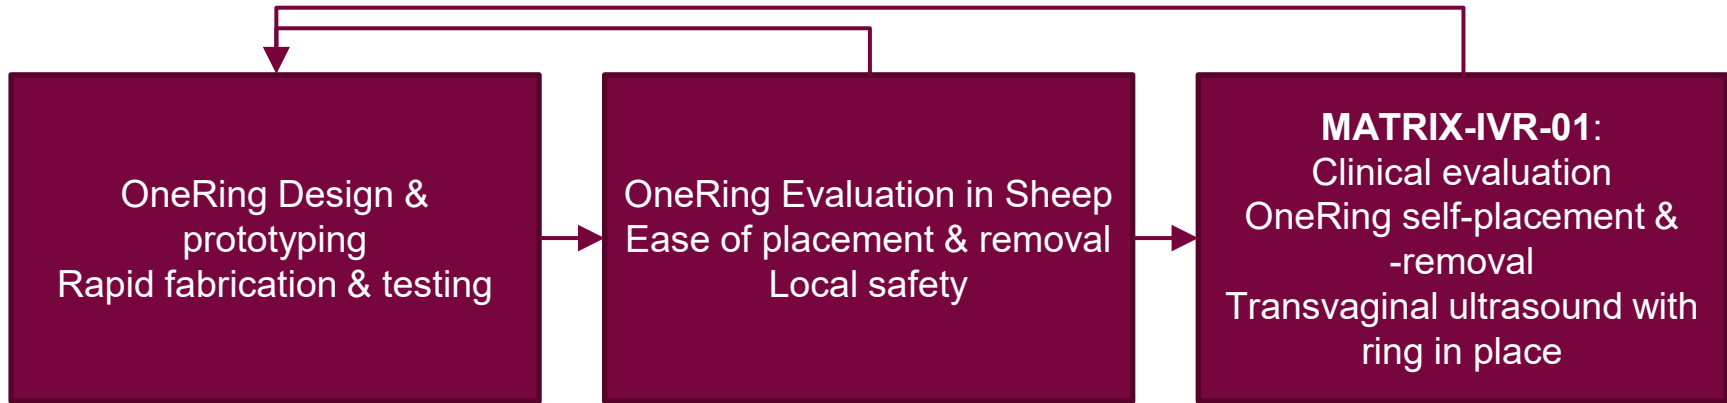 OneRing Design &
prototyping
Rapid fabrication & testing
OneRing Evaluation in Sheep
Ease of placement & removal
Local safety
MATRIX-IVR-01:
Clinical evaluation
OneRing self-placement &
-removal
Transvaginal ultrasound with
ring in place